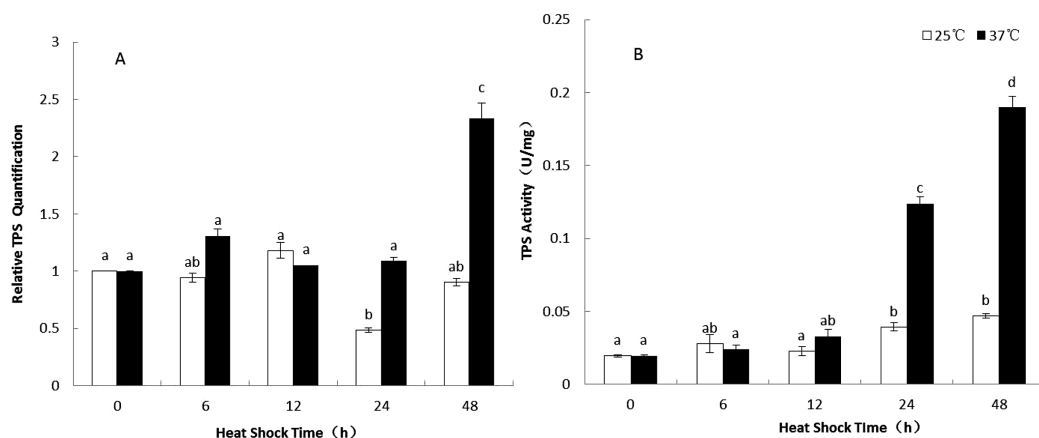 A
Relative TPS Quantification
3
2.5
2
1.5
1
0.5
0
a a ab a a a b a ab c
0 6 12 24 48
Heat Shock Time（h）
B
□25℃ ■37℃
TPS Activity（U/mg）
0.25
0.2
0.15
0.1
0.05
0
a a ab a a ab b c b d
0 6 12 24 48
Heat Shock TIme（h）